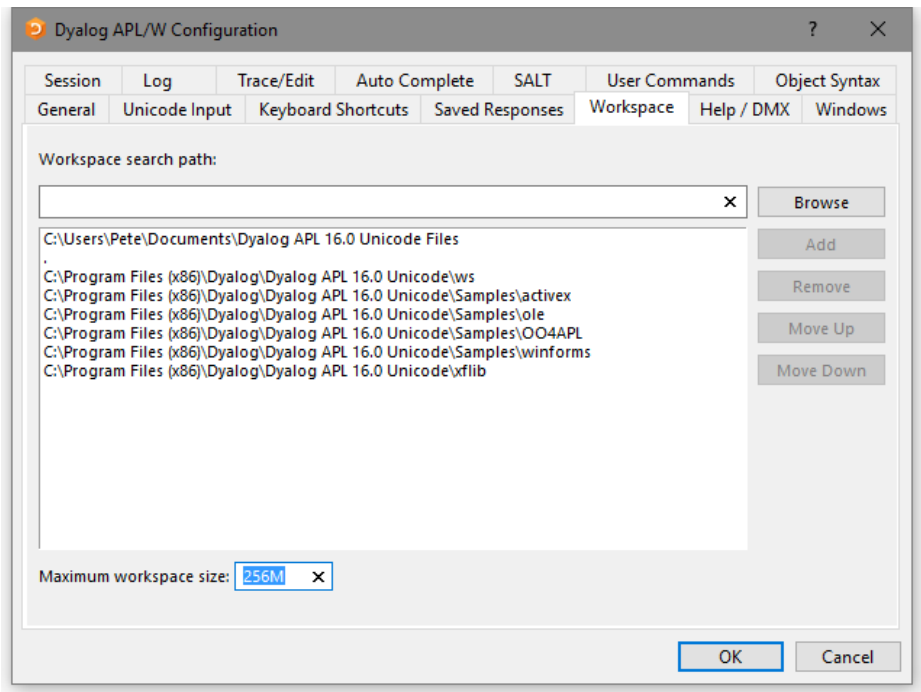 Dyalog APL/W Configuration ? ✕
Session Log Trace/Edit Auto Complete SALT User Commands Object Syntax
General Unicode Input Keyboard Shortcuts Saved Responses Workspace Help / DMX Windows
Workspace search path:
✕ Browse
C:\Users\Pete\Documents\Dyalog APL 16.0 Unicode Files
.
C:\Program Files (x86)\Dyalog\Dyalog APL 16.0 Unicode\ws
C:\Program Files (x86)\Dyalog\Dyalog APL 16.0 Unicode\Samples\activex
C:\Program Files (x86)\Dyalog\Dyalog APL 16.0 Unicode\Samples\ole
C:\Program Files (x86)\Dyalog\Dyalog APL 16.0 Unicode\Samples\OO4APL
C:\Program Files (x86)\Dyalog\Dyalog APL 16.0 Unicode\Samples\winforms
C:\Program Files (x86)\Dyalog\Dyalog APL 16.0 Unicode\xflib
Add
Remove
Move Up
Move Down
Maximum workspace size: 256M ✕
OK Cancel